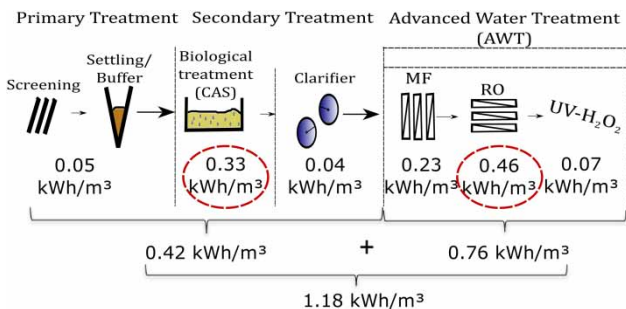 Primary Treatment
Secondary Treatment
Advanced Water Treatment
(AWT)
Screening
Settling/
Buffer
Biological
treatment
(CAS)
Clarifier
MF
RO
UV-H₂O₂
0.05
kWh/m³
0.33
kWh/m³
0.04
kWh/m³
0.23
kWh/m³
0.46
kWh/m³
0.07
kWh/m³
0.42 kWh/m³
+
0.76 kWh/m³
1.18 kWh/m³